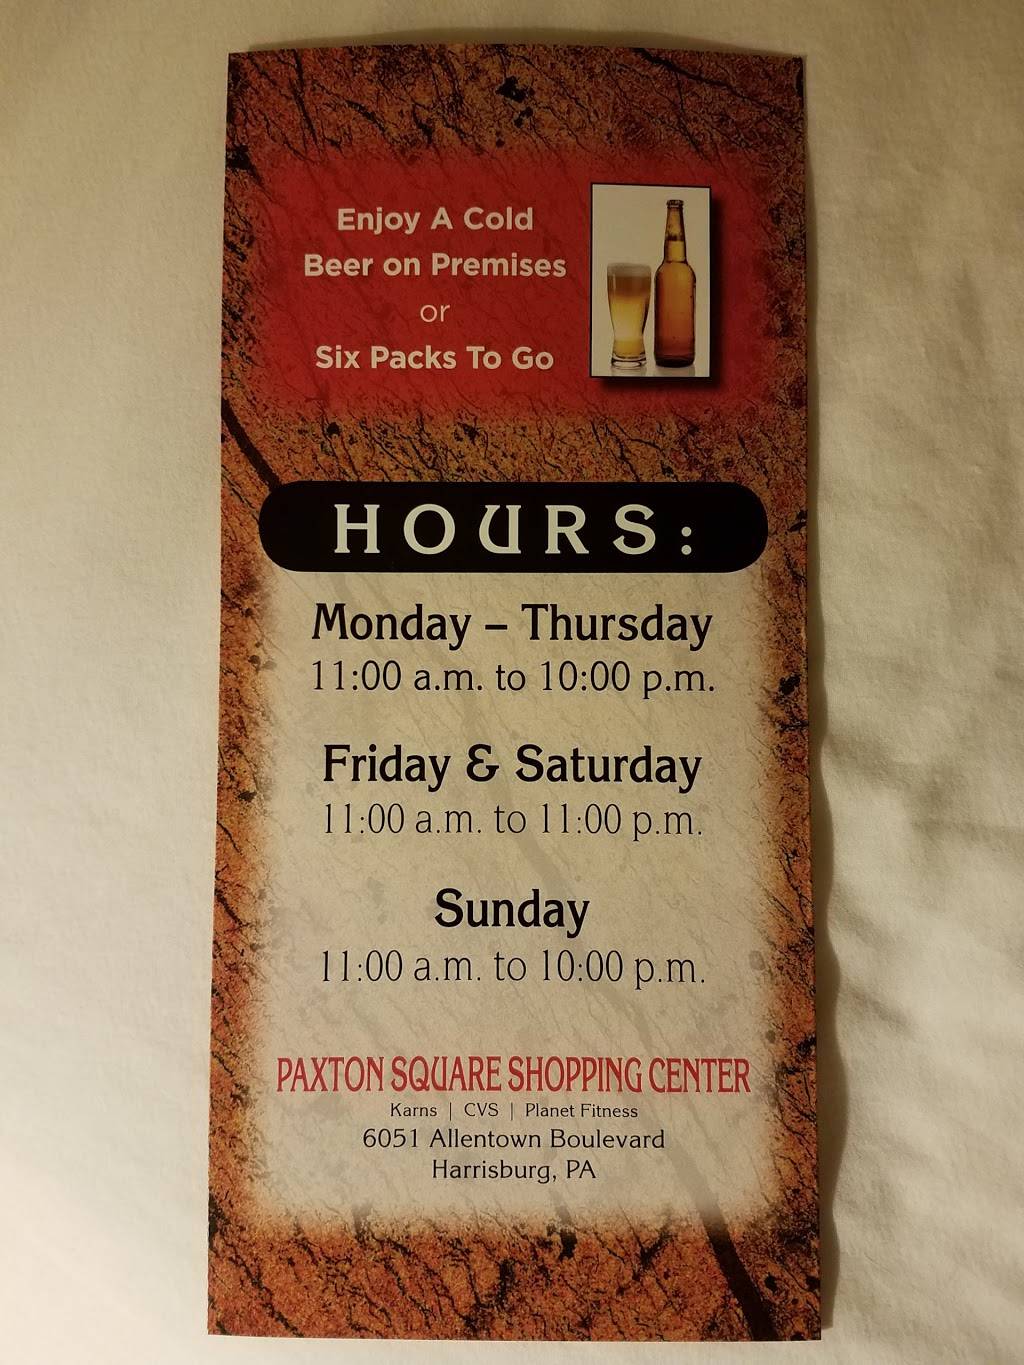 Enjoy A Cold
Beer on Premises
or
Six Packs To Go
HOURS:
Monday – Thursday
11:00 a.m. to 10:00 p.m.
Friday & Saturday
11:00 a.m. to 11:00 p.m.
Sunday
11:00 a.m. to 10:00 p.m.
PAXTON SQUARE SHOPPING CENTER
Karns | CVS | Planet Fitness
6051 Allentown Boulevard
Harrisburg, PA